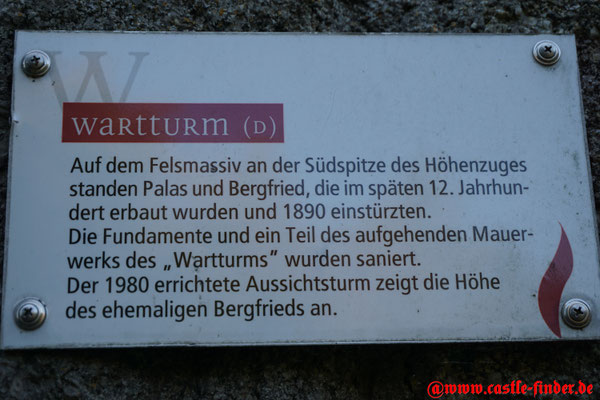 W
wartturm (D)
Auf dem Felsmassiv an der Südspitze des Höhenzuges
standen Palas und Bergfried, die im späten 12. Jahrhun-
dert erbaut wurden und 1890 einstürzten.
Die Fundamente und ein Teil des aufgehenden Mauer-
werks des „Wartturms" wurden saniert.
Der 1980 errichtete Aussichtsturm zeigt die Höhe
des ehemaligen Bergfrieds an.
@www.castle-finder.de